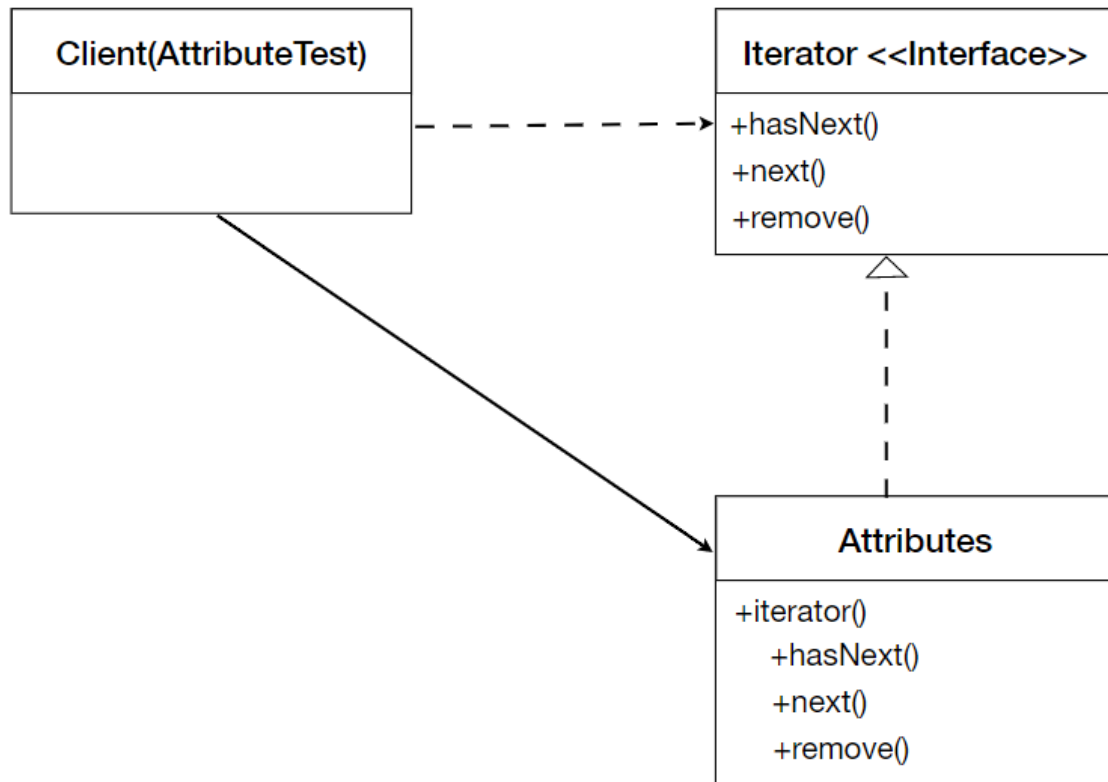 Client(AttributeTest)
Iterator <<Interface>>
+hasNext()
+next()
+remove()
Attributes
+iterator()
+hasNext()
+next()
+remove()